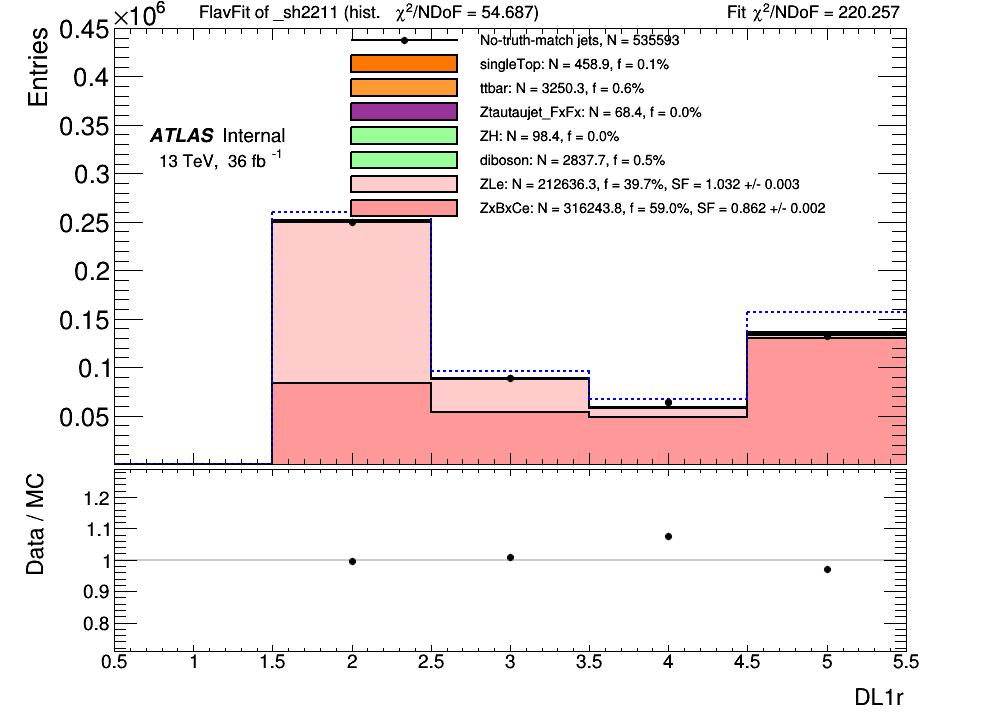 FlavFit of _sh2211 (hist. χ²/NDoF = 54.687) Fit χ²/NDoF = 220.257
×10⁶
Entries
0.45
0.4
0.35
0.3
0.25
0.2
0.15
0.1
0.05
ATLAS Internal
13 TeV, 36 fb ⁻¹
No-truth-match jets, N = 535593
singleTop: N = 458.9, f = 0.1%
ttbar: N = 3250.3, f = 0.6%
Ztautaujet_FxFx: N = 68.4, f = 0.0%
ZH: N = 98.4, f = 0.0%
diboson: N = 2837.7, f = 0.5%
ZLe: N = 212636.3, f = 39.7%, SF = 1.032 +/- 0.003
ZxBxCe: N = 316243.8, f = 59.0%, SF = 0.862 +/- 0.002
Data / MC
1.2
1.1
1
0.9
0.8
0.5 1 1.5 2 2.5 3 3.5 4 4.5 5 5.5
DL1r